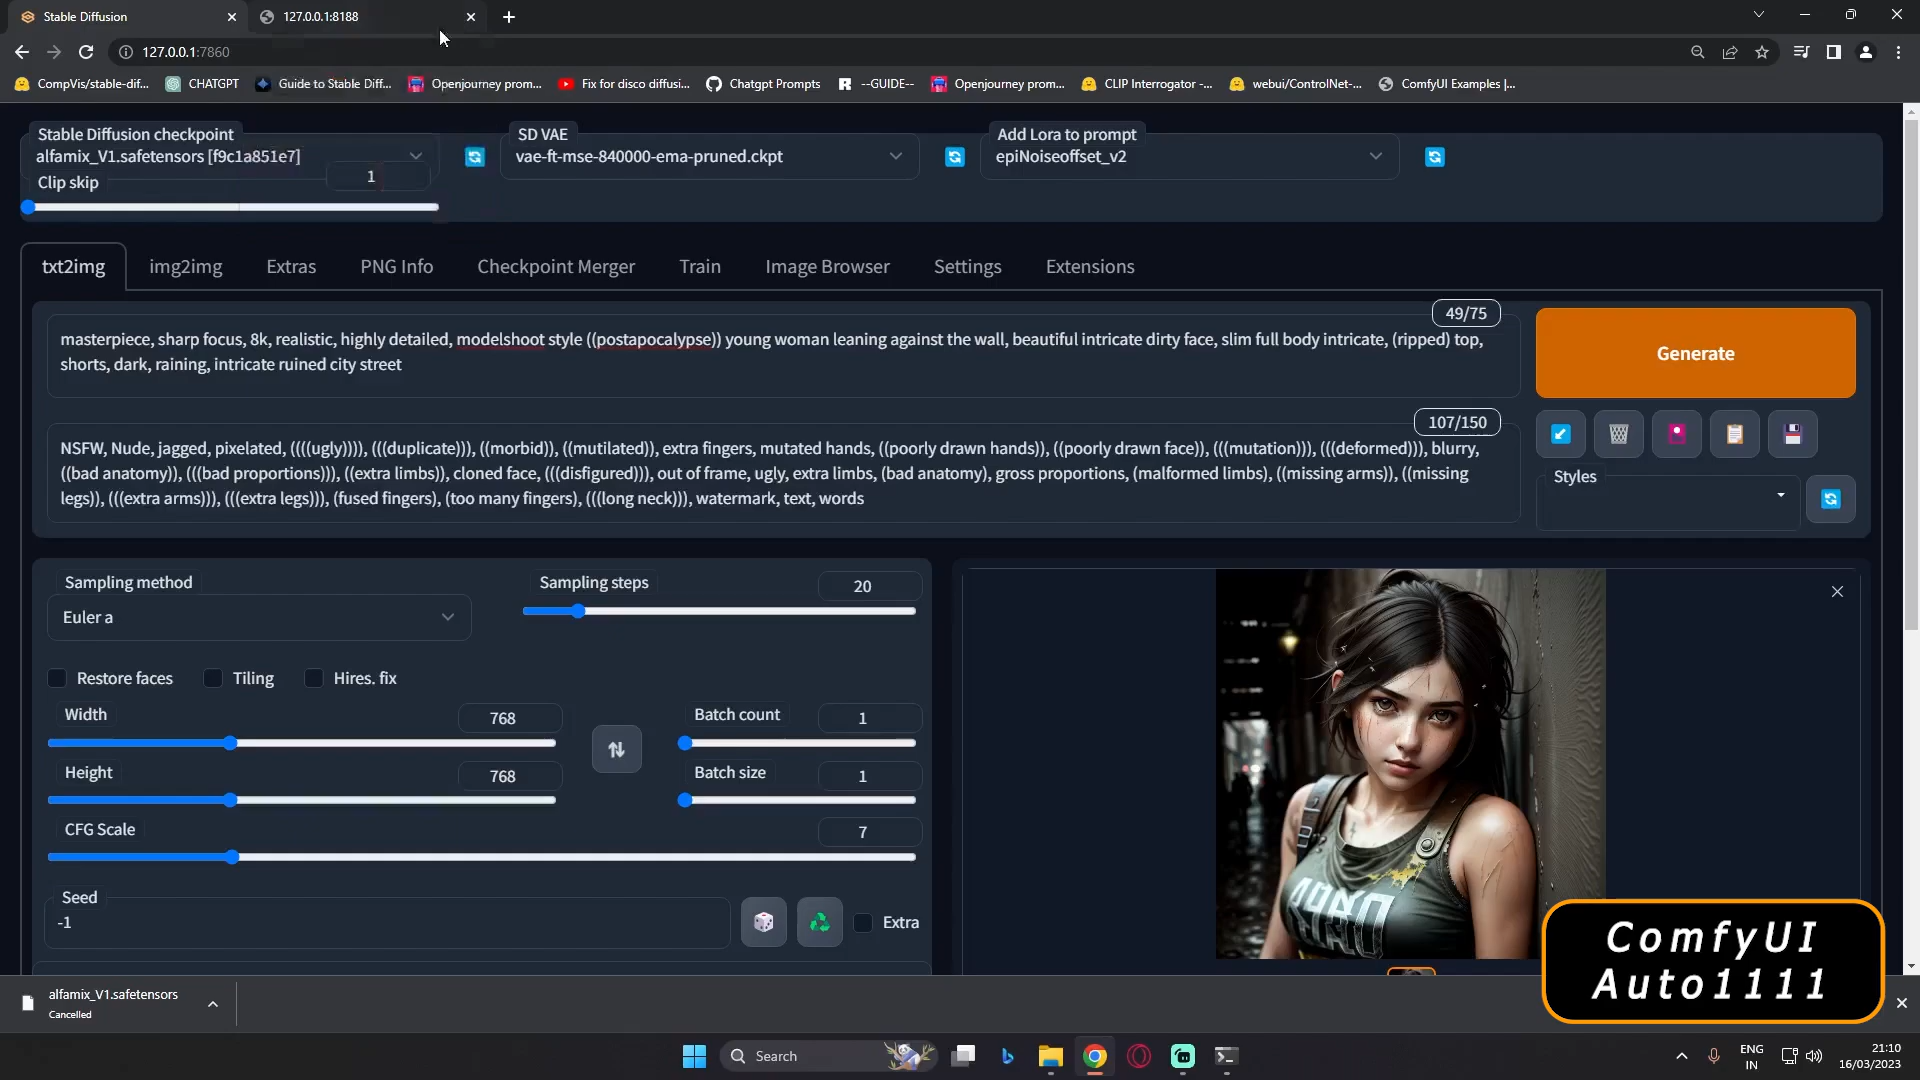 Stable Diffusion
127.0.0.1:8188
127.0.0.1:7860
CompVis/stable-dif...
CHATGPT
Guide to Stable Diff...
Openjourney prom...
Fix for disco diffusi...
Chatgpt Prompts
--GUIDE--
Openjourney prom...
CLIP Interrogator -...
webui/ControlNet-...
ComfyUI Examples |...
Stable Diffusion checkpoint
alfamix_V1.safetensors [f9c1a851e7]
SD VAE
vae-ft-mse-840000-ema-pruned.ckpt
Add Lora to prompt
epiNoiseoffset_v2
Clip skip
1
txt2img
img2img
Extras
PNG Info
Checkpoint Merger
Train
Image Browser
Settings
Extensions
49/75
masterpiece, sharp focus, 8k, realistic, highly detailed, modelshoot style ((postapocalypse)) young woman leaning against the wall, beautiful intricate dirty face, slim full body intricate, (ripped) top,
shorts, dark, raining, intricate ruined city street
Generate
107/150
NSFW, Nude, jagged, pixelated, ((((ugly)))), (((duplicate))), ((morbid)), ((mutilated)), extra fingers, mutated hands, ((poorly drawn hands)), ((poorly drawn face)), (((mutation))), (((deformed))), blurry,
((bad anatomy)), (((bad proportions))), ((extra limbs)), cloned face, (((disfigured))), out of frame, ugly, extra limbs, (bad anatomy), gross proportions, (malformed limbs), ((missing arms)), ((missing
legs)), (((extra arms))), (((extra legs))), (fused fingers), (too many fingers), (((long neck))), watermark, text, words
Styles
Sampling method
Euler a
Sampling steps
20
Restore faces
Tiling
Hires. fix
Width
768
Batch count
1
Height
768
Batch size
1
CFG Scale
7
Seed
-1
Extra
ComfyUI
Auto1111
alfamix_V1.safetensors
Cancelled
Search
ENG
IN
21:10
16/03/2023